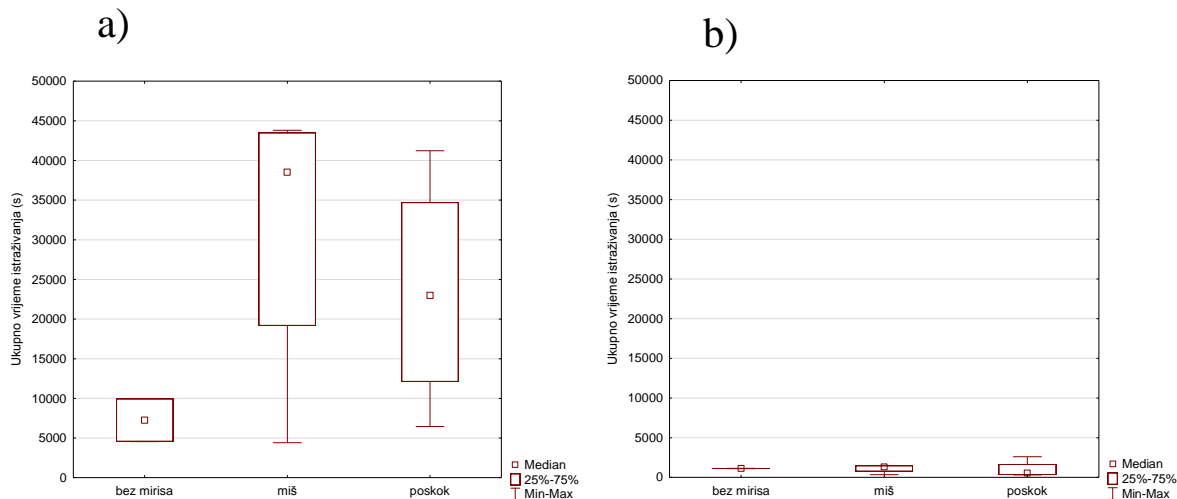 a)
50000
45000
40000
35000
30000
25000
20000
15000
10000
5000
0
Ukupno vrijeme istraživanja (s)
bez mirisa miš poskok
Median
25%-75%
Min-Max
b)
50000
45000
40000
35000
30000
25000
20000
15000
10000
5000
0
Ukupno vrijeme istraživanja (s)
bez mirisa miš poskok
Median
25%-75%
Min-Max